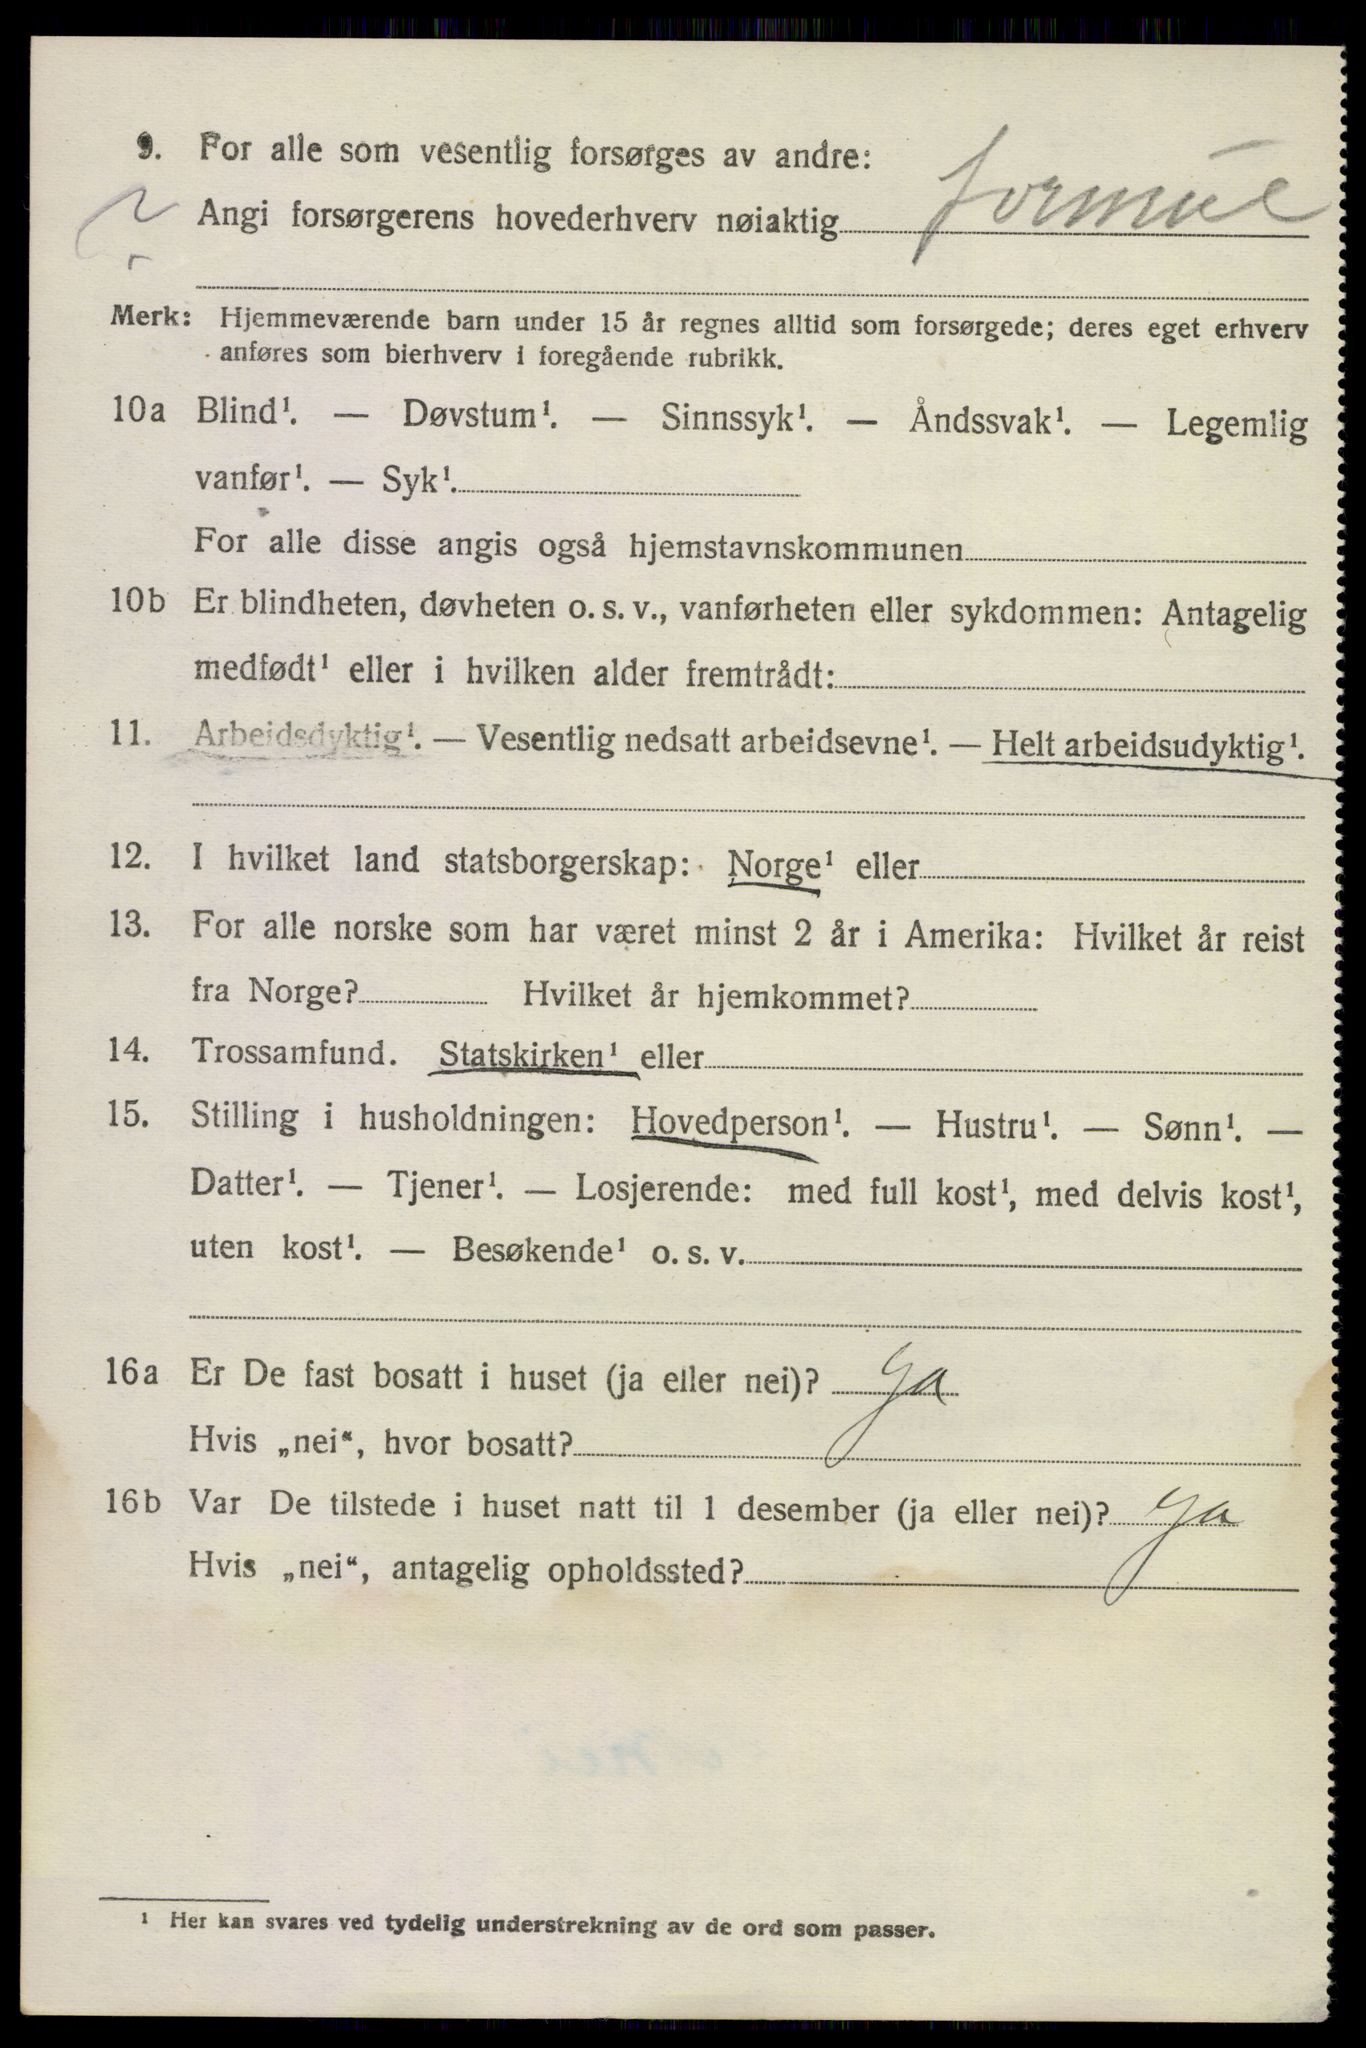 9. For alle som vesentlig forsørges av andre:
Angi forsørgerens hovederhverv nøiaktig formue
Merk: Hjemmeværende barn under 15 år regnes alltid som forsørgede; deres eget erhverv
anføres som bierhverv i foregående rubrikk.
10a Blind¹. — Døvstum¹. — Sinnssyk¹. — Åndssvak¹. — Legemlig
vanfør¹. — Syk¹.
For alle disse angis også hjemstavnskommunen
10b Er blindheten, døvheten o. s. v., vanførheten eller sykdommen: Antagelig
medfødt¹ eller i hvilken alder fremtrådt:
11. Arbeidsdyktig¹. — Vesentlig nedsatt arbeidsevne¹. — Helt arbeidsudyktig¹.
12. I hvilket land statsborgerskap: Norge¹ eller
13. For alle norske som har været minst 2 år i Amerika: Hvilket år reist
fra Norge? Hvilket år hjemkommet?
14. Trossamfund. Statskirken¹ eller
15. Stilling i husholdningen: Hovedperson¹. — Hustru¹. — Sønn¹. —
Datter¹. — Tjener¹. — Losjerende: med full kost¹, med delvis kost¹,
uten kost¹. — Besøkende¹ o. s. v.
16a Er De fast bosatt i huset (ja eller nei)? Ja
Hvis „nei“, hvor bosatt?
16b Var De tilstede i huset natt til 1 desember (ja eller nei)? Ja
Hvis „nei“, antagelig opholdssted?
¹ Her kan svares ved tydelig understrekning av de ord som passer.